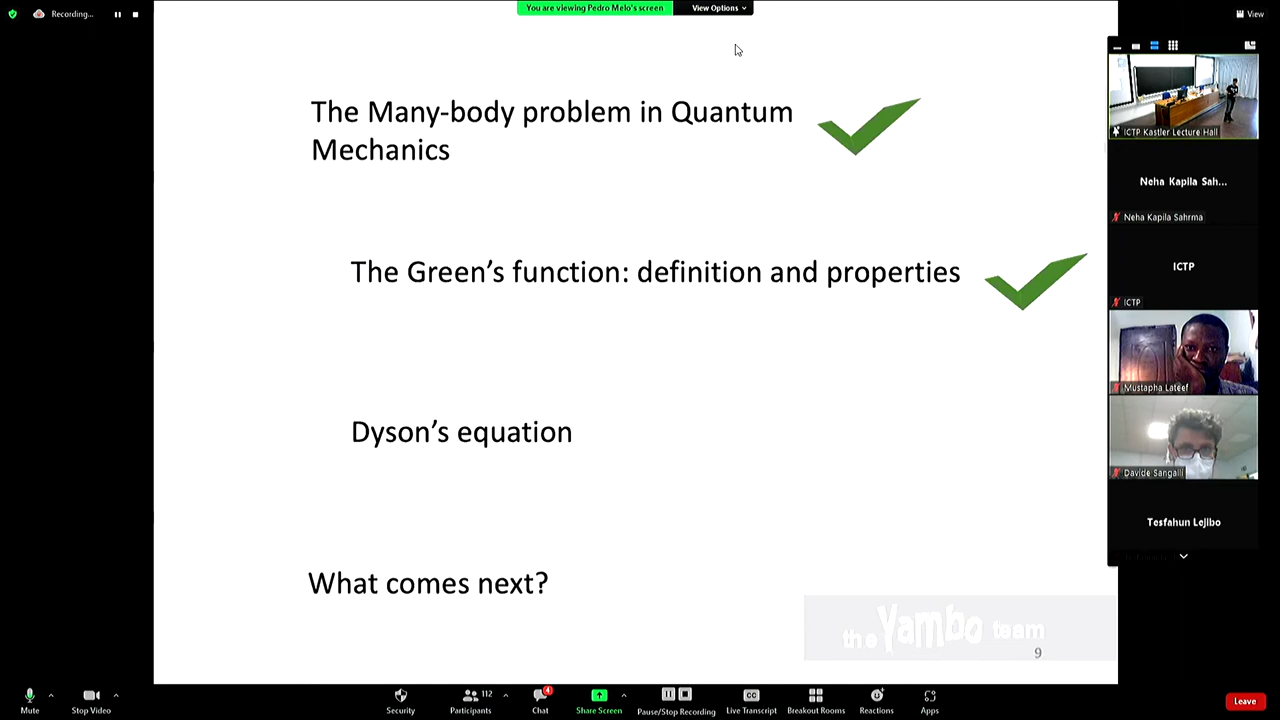 Recording...
You are viewing Pedro Melo's screen
View Options
View
The Many-body problem in Quantum
Mechanics
The Green's function: definition and properties
Dyson's equation
What comes next?
the Yambo team
9
ICTP Kastler Lecture Hall
Neha Kapila Sah...
Neha Kapila Sahrma
ICTP
ICTP
Mustapha Lateef
Davide Sangalli
Tesfahun Lejibo
Mute
Stop Video
Security
Participants
112
Chat
4
Share Screen
Pause/Stop Recording
CC
Live Transcript
Breakout Rooms
Reactions
Apps
Leave